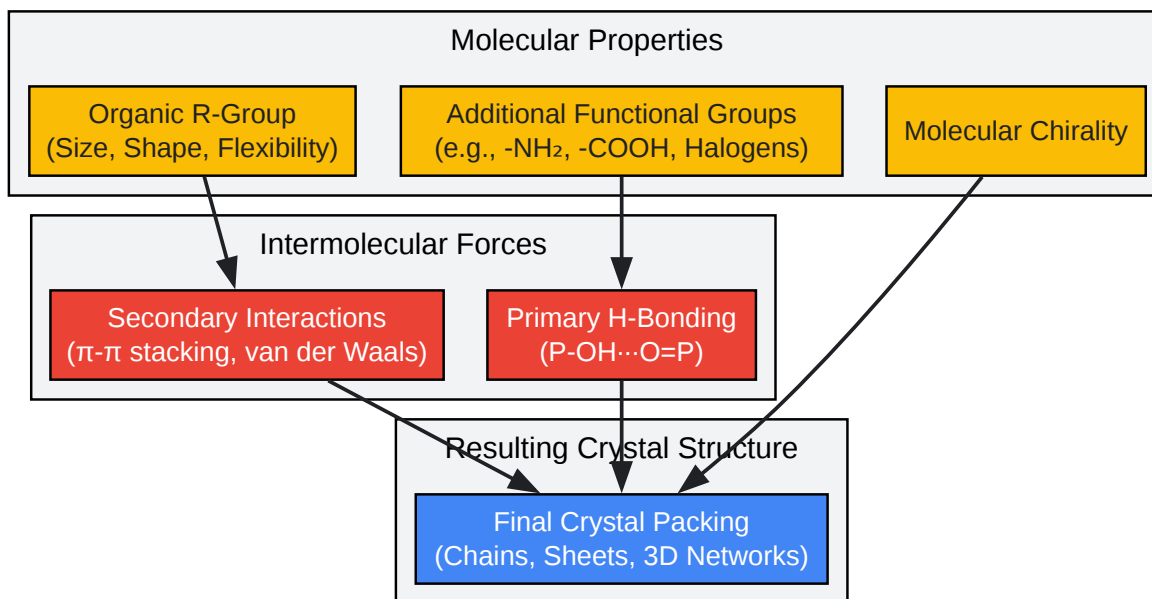 Molecular Properties
Organic R-Group
(Size, Shape, Flexibility)
Additional Functional Groups
(e.g., -NH₂, -COOH, Halogens)
Molecular Chirality
Intermolecular Forces
Secondary Interactions
(π-π stacking, van der Waals)
Primary H-Bonding
(P-OH···O=P)
Resulting Crystal Structure
Final Crystal Packing
(Chains, Sheets, 3D Networks)